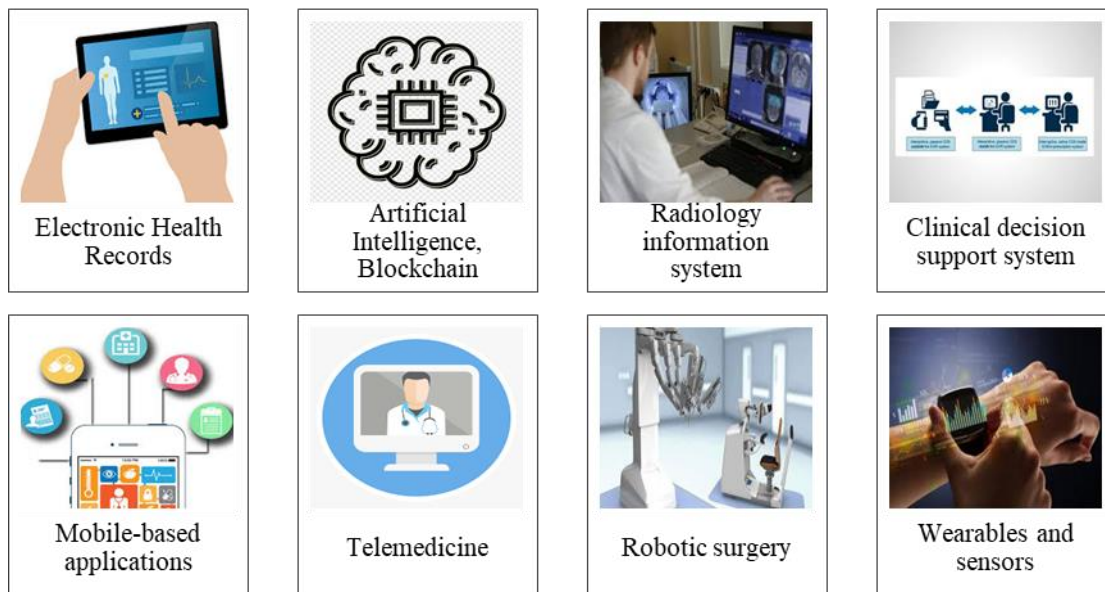 Electronic Health
Records
Artificial
Intelligence,
Blockchain
Radiology
information
system
Clinical decision
support system
Mobile-based
applications
Telemedicine
Robotic surgery
Wearables and
sensors